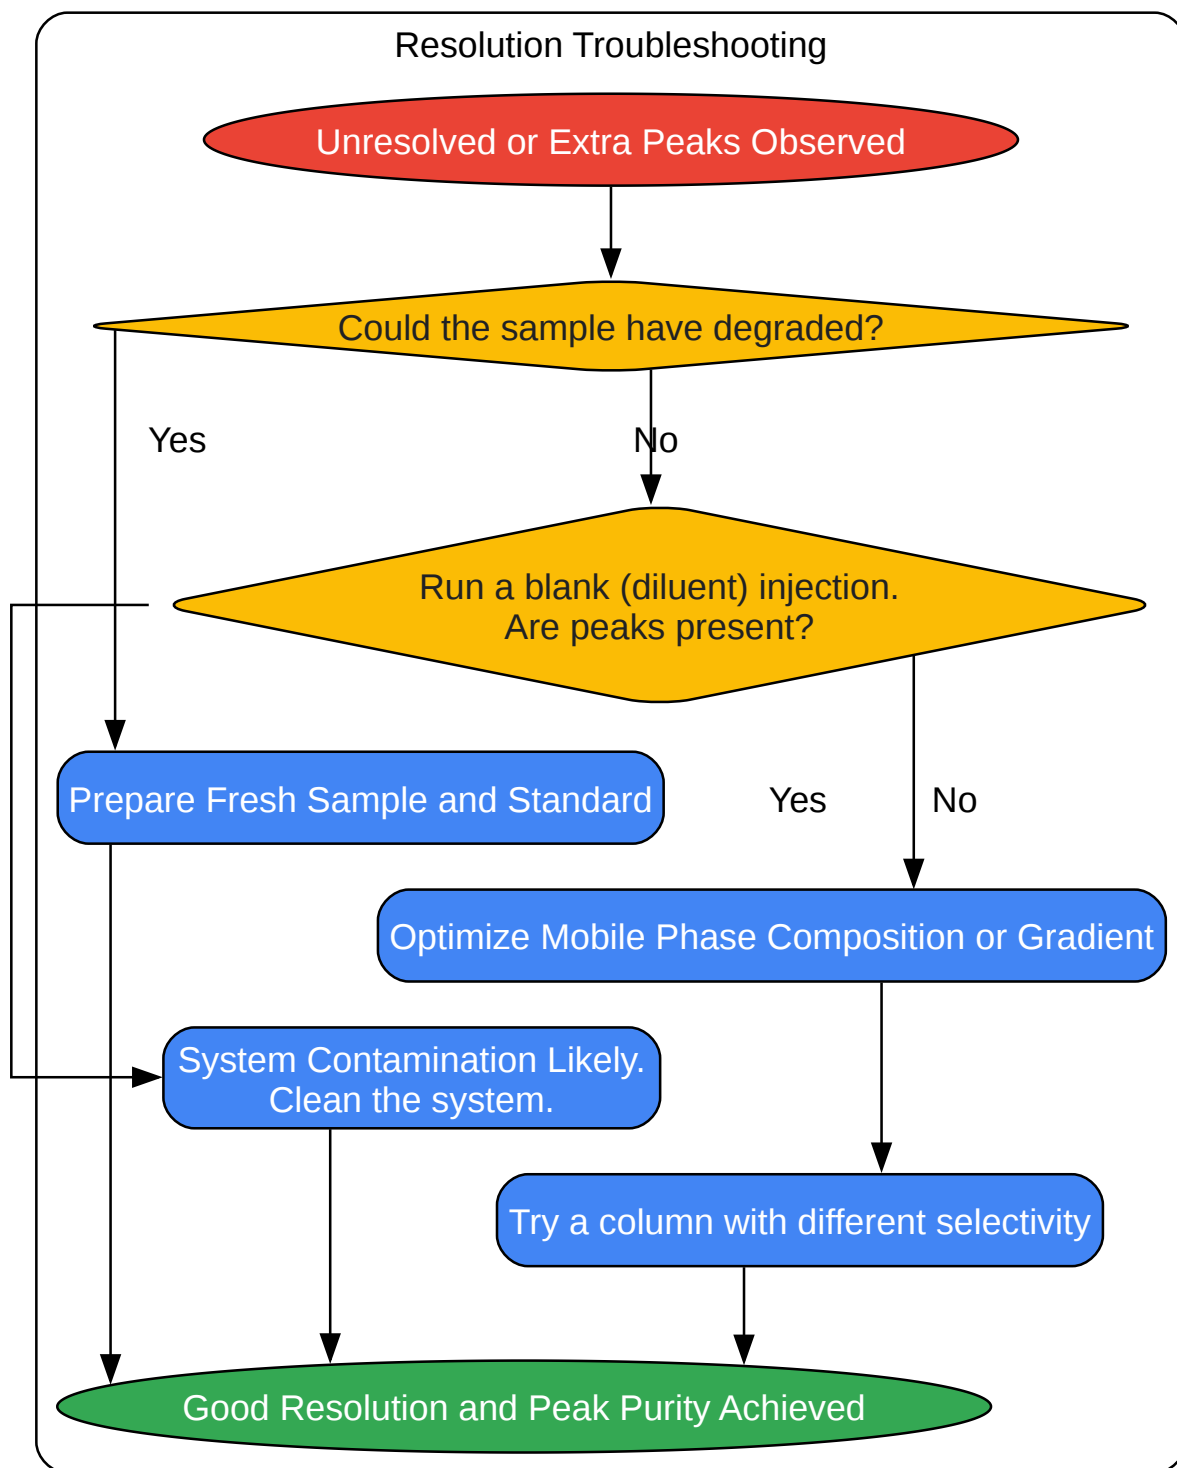 Resolution Troubleshooting
Unresolved or Extra Peaks Observed
Could the sample have degraded?
Yes
No
Run a blank (diluent) injection.
Are peaks present?
Prepare Fresh Sample and Standard
Yes
No
Optimize Mobile Phase Composition or Gradient
System Contamination Likely.
Clean the system.
Try a column with different selectivity
Good Resolution and Peak Purity Achieved